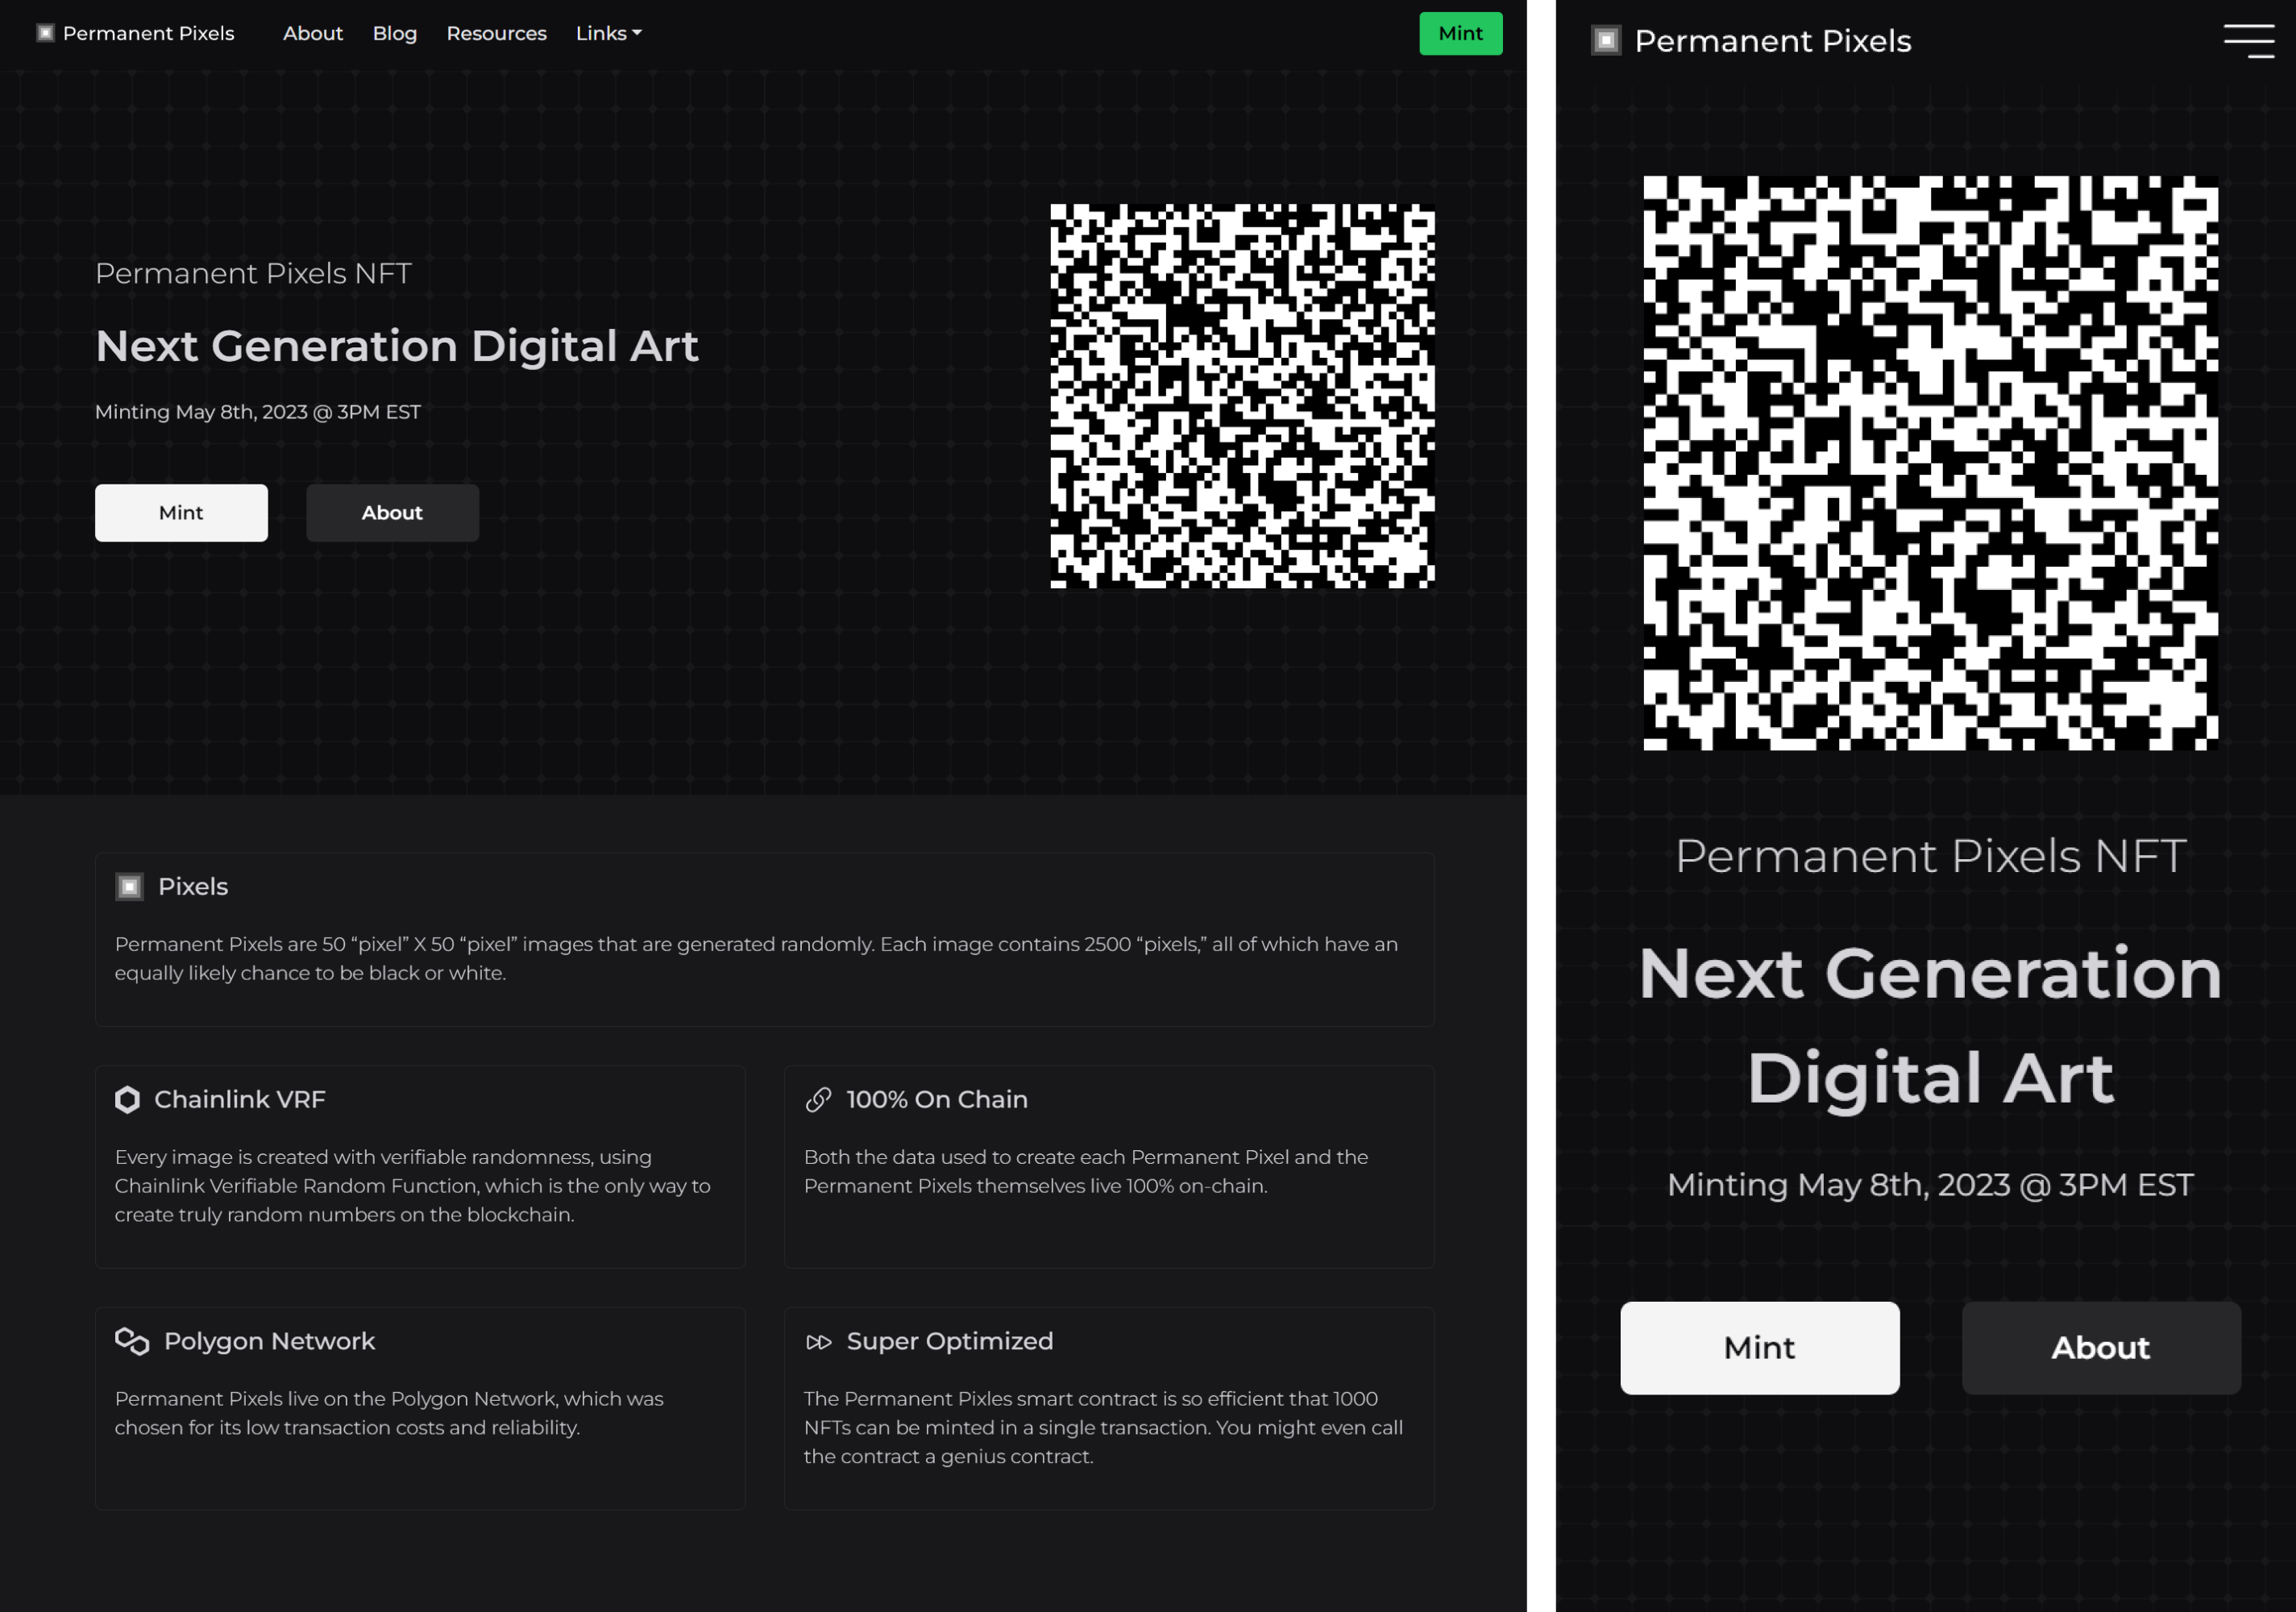 Permanent Pixels About Blog Resources Links Mint
Permanent Pixels NFT
Next Generation Digital Art
Minting May 8th, 2023 @ 3PM EST
Mint About
Pixels
Permanent Pixels are 50 “pixel” X 50 “pixel” images that are generated randomly. Each image contains 2500 “pixels,” all of which have an
equally likely chance to be black or white.
Chainlink VRF
Every image is created with verifiable randomness, using
Chainlink Verifiable Random Function, which is the only way to
create truly random numbers on the blockchain.
100% On Chain
Both the data used to create each Permanent Pixel and the
Permanent Pixels themselves live 100% on-chain.
Polygon Network
Permanent Pixels live on the Polygon Network, which was
chosen for its low transaction costs and reliability.
Super Optimized
The Permanent Pixles smart contract is so efficient that 1000
NFTs can be minted in a single transaction. You might even call
the contract a genius contract.
Permanent Pixels
Permanent Pixels NFT
Next Generation
Digital Art
Minting May 8th, 2023 @ 3PM EST
Mint About